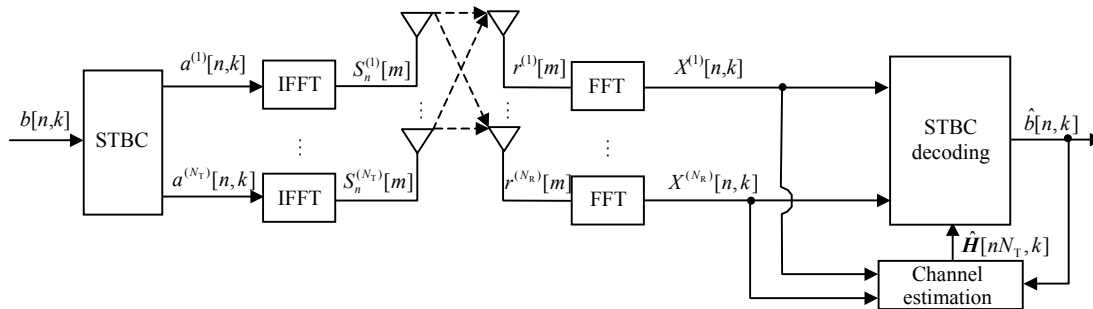 b[n,k]
STBC
a^(1)[n,k]
IFFT
S_n^(1)[m]
⋮
a^(N_T)[n,k]
IFFT
S_n^(N_T)[m]
⋮
r^(1)[m]
FFT
X^(1)[n,k]
⋮
⋮
r^(N_R)[m]
FFT
X^(N_R)[n,k]
STBC
decoding
b̂[n,k]
Ĥ[nN_T,k]
Channel
estimation